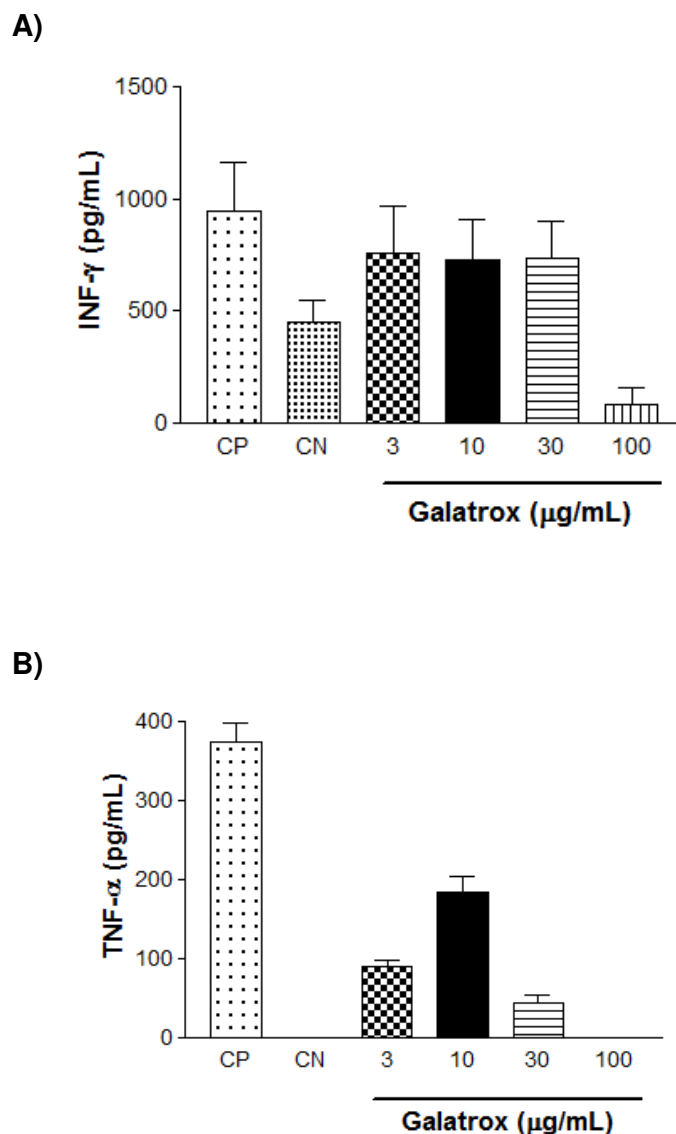 A)
1500
1000
500
0
INF-γ (pg/mL)
CP CN 3 10 30 100
Galatrox (μg/mL)
B)
400
300
200
100
0
TNF-α (pg/mL)
CP CN 3 10 30 100
Galatrox (μg/mL)